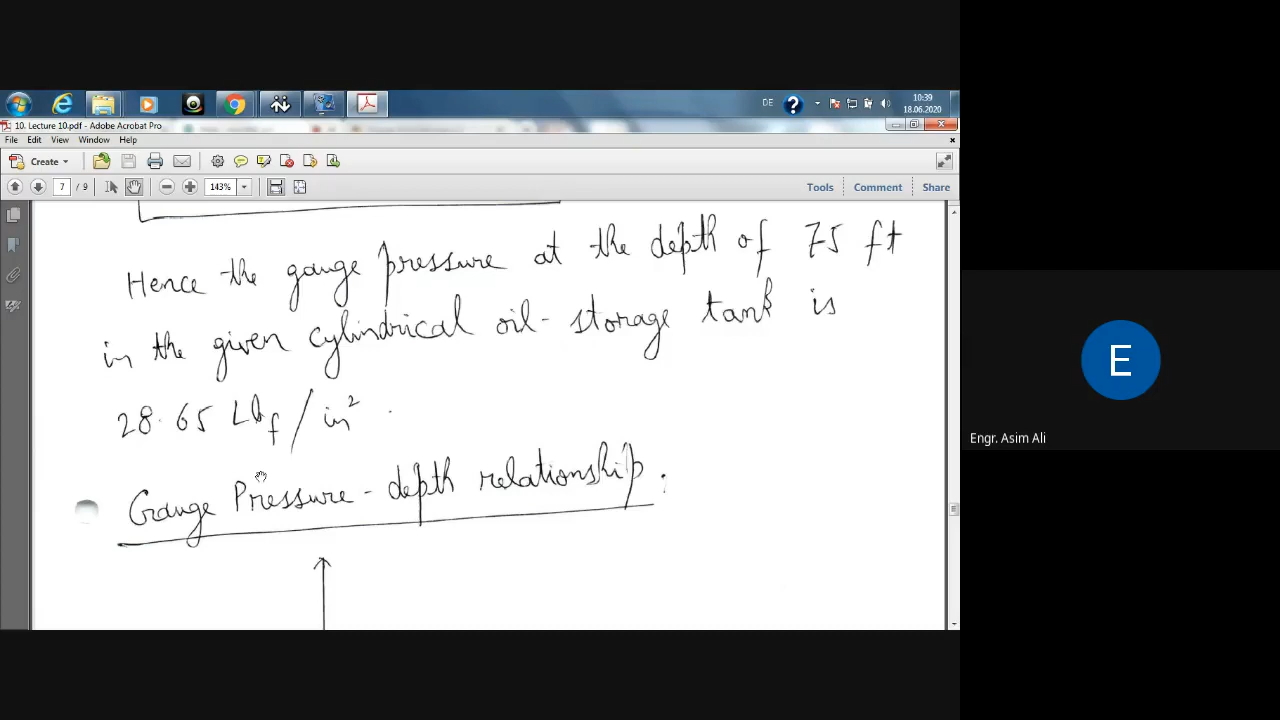 DE
10:39
18.06.2020
10. Lecture 10.pdf - Adobe Acrobat Pro
File Edit View Window Help
Create
7 / 9 143% Tools Comment Share
Hence the gauge pressure at the depth of 75 ft
in the given cylindrical oil-storage tank is
28.65 Lbf/in².
Gauge Pressure-depth relationship:
E
Engr. Asim Ali